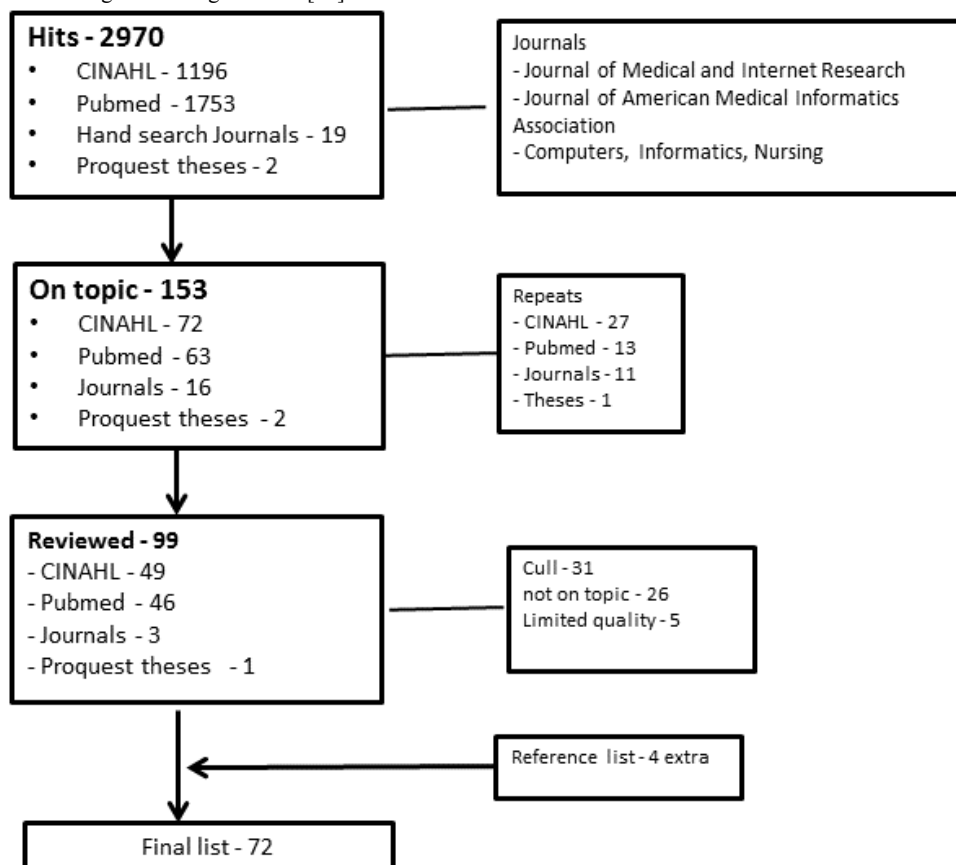 Hits - 2970
• CINAHL - 1196
• Pubmed - 1753
• Hand search Journals - 19
• Proquest theses - 2
Journals
- Journal of Medical and Internet Research
- Journal of American Medical Informatics
Association
- Computers, Informatics, Nursing
On topic - 153
• CINAHL - 72
• Pubmed - 63
• Journals - 16
• Proquest theses - 2
Repeats
- CINAHL - 27
- Pubmed - 13
- Journals - 11
- Theses - 1
Reviewed - 99
- CINAHL - 49
- Pubmed - 46
- Journals - 3
- Proquest theses - 1
Cull - 31
not on topic - 26
Limited quality - 5
Reference list - 4 extra
Final list - 72